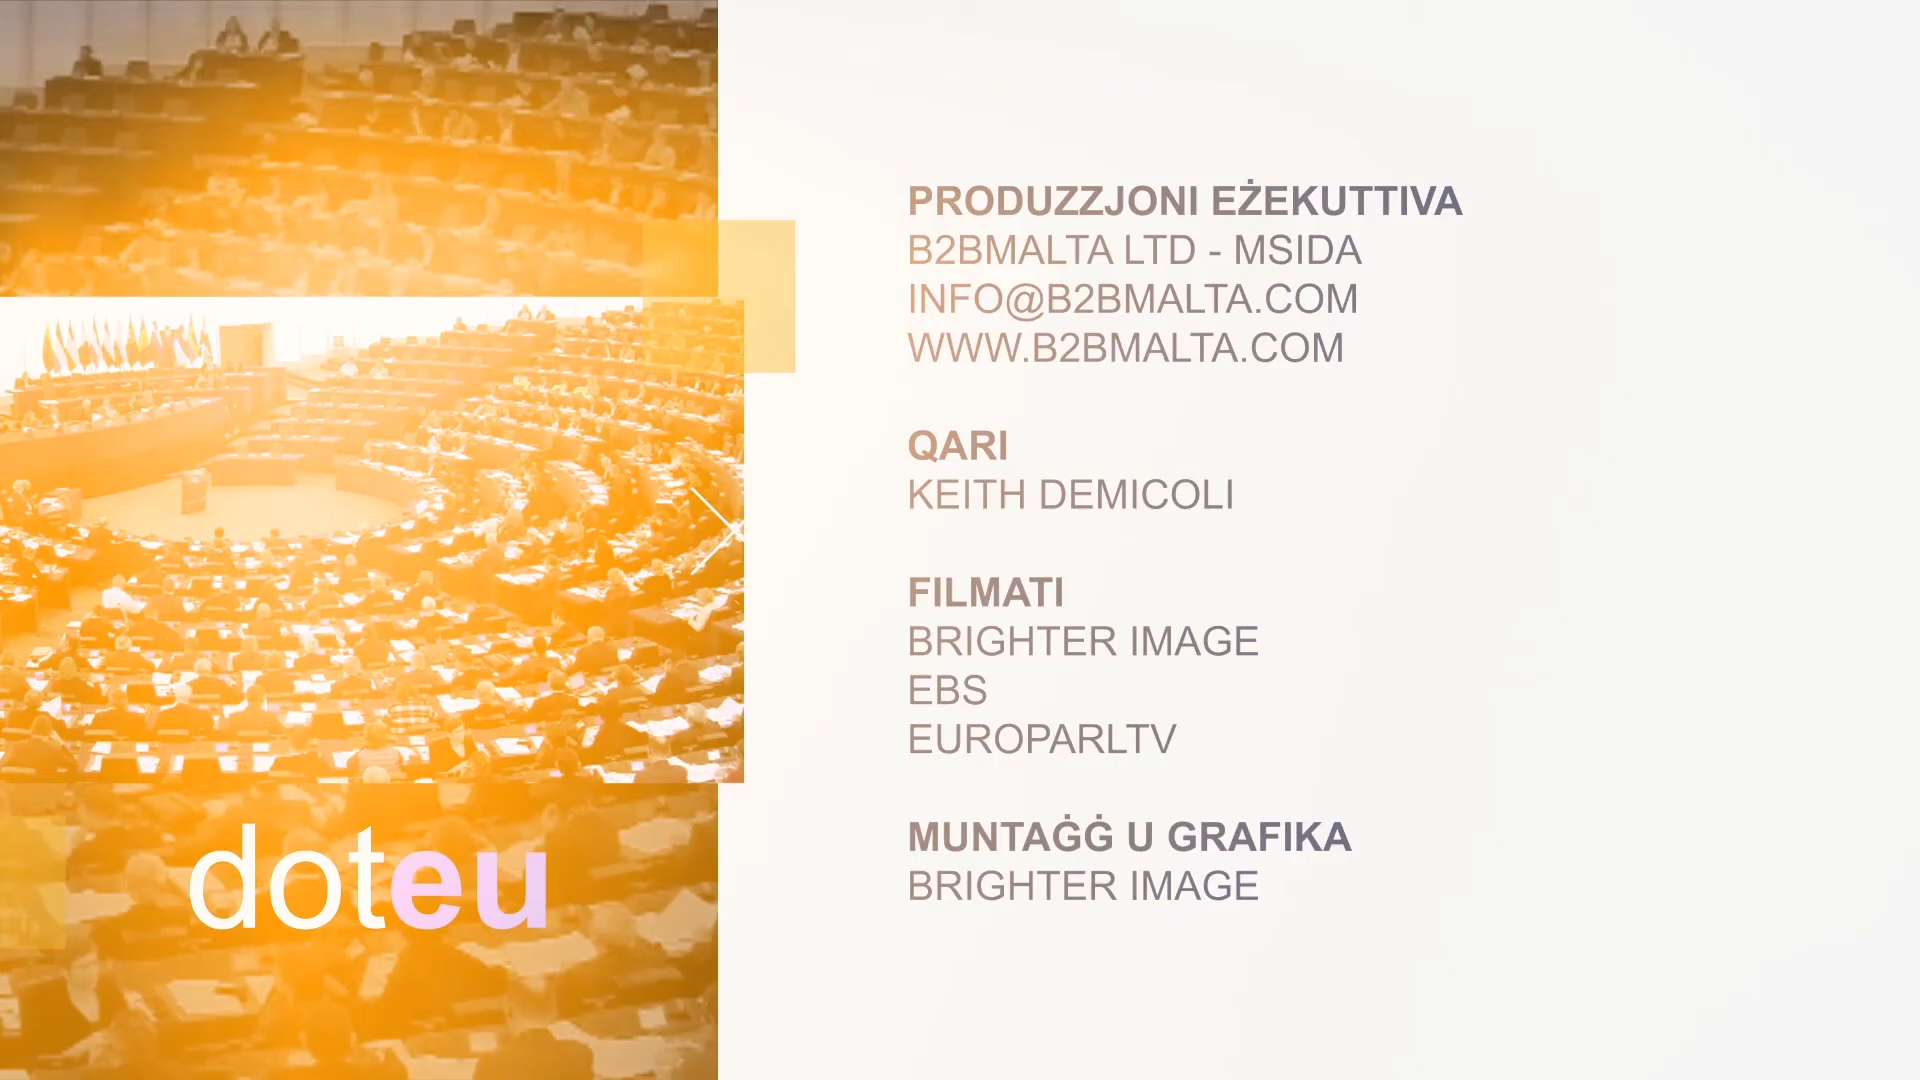 PRODUZZJONI EŻEKUTTIVA
B2BMALTA LTD - MSIDA
INFO@B2BMALTA.COM
WWW.B2BMALTA.COM
QARI
KEITH DEMICOLI
FILMATI
BRIGHTER IMAGE
EBS
EUROPARLTV
MUNTAĠĠ U GRAFIKA
BRIGHTER IMAGE
doteu